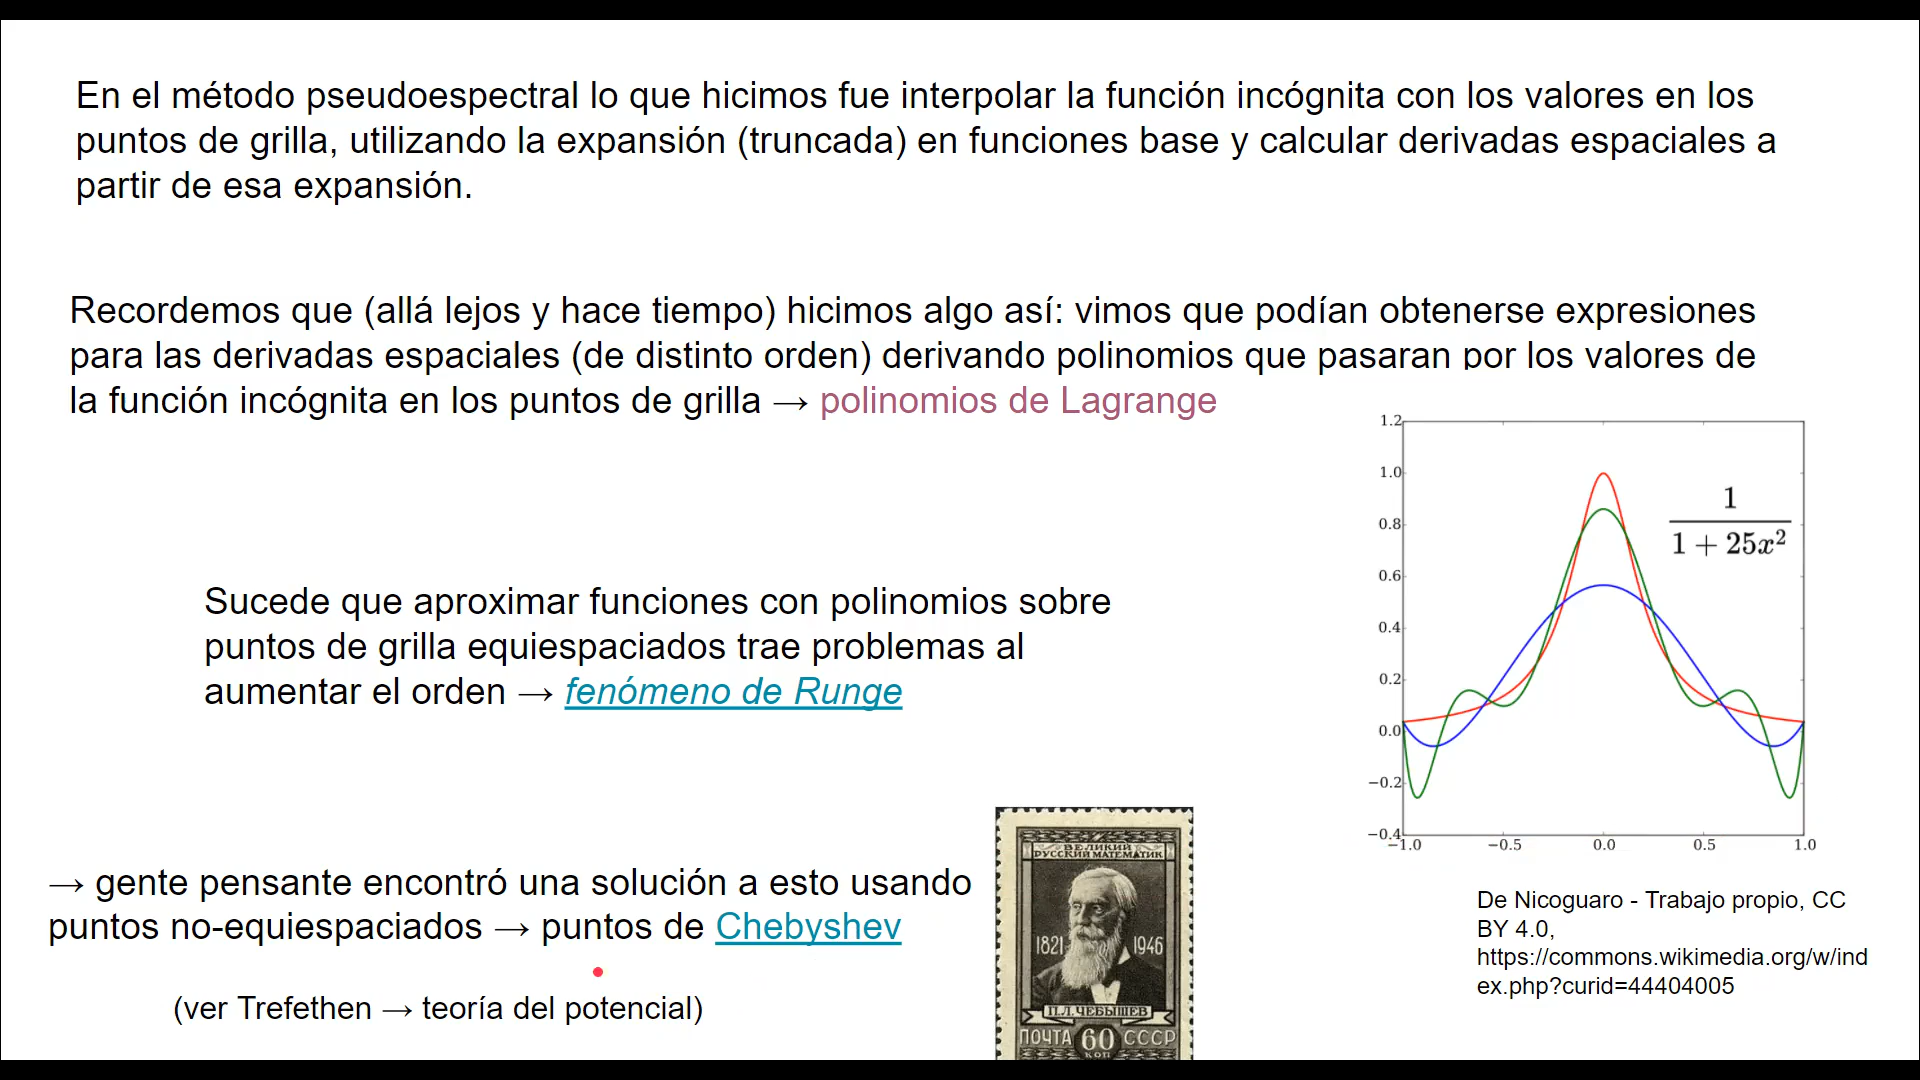 En el método pseudoespectral lo que hicimos fue interpolar la función incógnita con los valores en los
puntos de grilla, utilizando la expansión (truncada) en funciones base y calcular derivadas espaciales a
partir de esa expansión.
Recordemos que (allá lejos y hace tiempo) hicimos algo así: vimos que podían obtenerse expresiones
para las derivadas espaciales (de distinto orden) derivando polinomios que pasaran por los valores de
la función incógnita en los puntos de grilla → polinomios de Lagrange
Sucede que aproximar funciones con polinomios sobre
puntos de grilla equiespaciados trae problemas al
aumentar el orden → fenómeno de Runge
1.2
1.0
0.8
0.6
0.4
0.2
0.0
−0.2
−0.4
−1.0 −0.5 0.0 0.5 1.0
1
1 + 25x²
→ gente pensante encontró una solución a esto usando
puntos no-equiespaciados → puntos de Chebyshev
(ver Trefethen → teoría del potencial)
ВЕЛИКИЙ
РУССКИЙ МАТЕМАТИК
1821 1946
П.Л.ЧЕБЫШЕВ
ПОЧТА 60 СССР
КОП
De Nicoguaro - Trabajo propio, CC
BY 4.0,
https://commons.wikimedia.org/w/ind
ex.php?curid=44404005